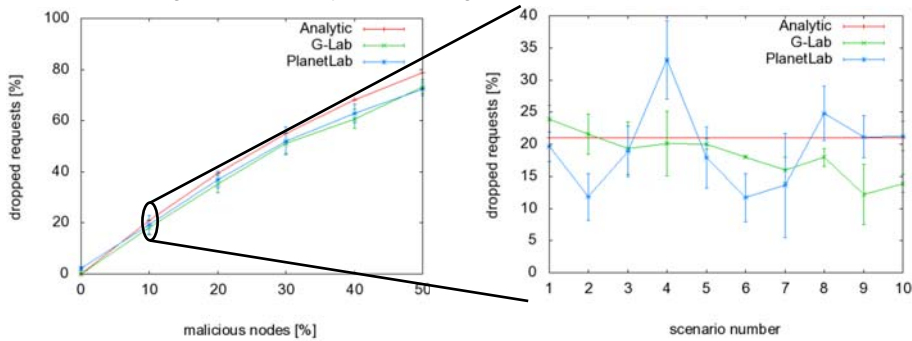 100
80
60
40
20
0
dropped requests [%]
Analytic
G-Lab
PlanetLab
0 10 20 30 40 50
malicious nodes [%]
40
35
30
25
20
15
10
5
0
dropped requests [%]
Analytic
G-Lab
PlanetLab
1 2 3 4 5 6 7 8 9 10
scenario number